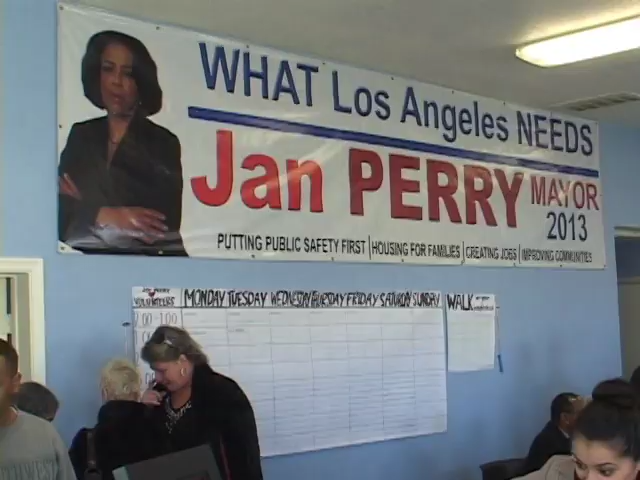 WHAT Los Angeles NEEDS
Jan PERRY MAYOR
2013
PUTTING PUBLIC SAFETY FIRST | HOUSING FOR FAMILIES | CREATING JOBS | IMPROVING COMMUNITIES
VOLUNTEERS MONDAY TUESDAY WEDNESDAY THURSDAY FRIDAY SATURDAY SUNDAY WALK